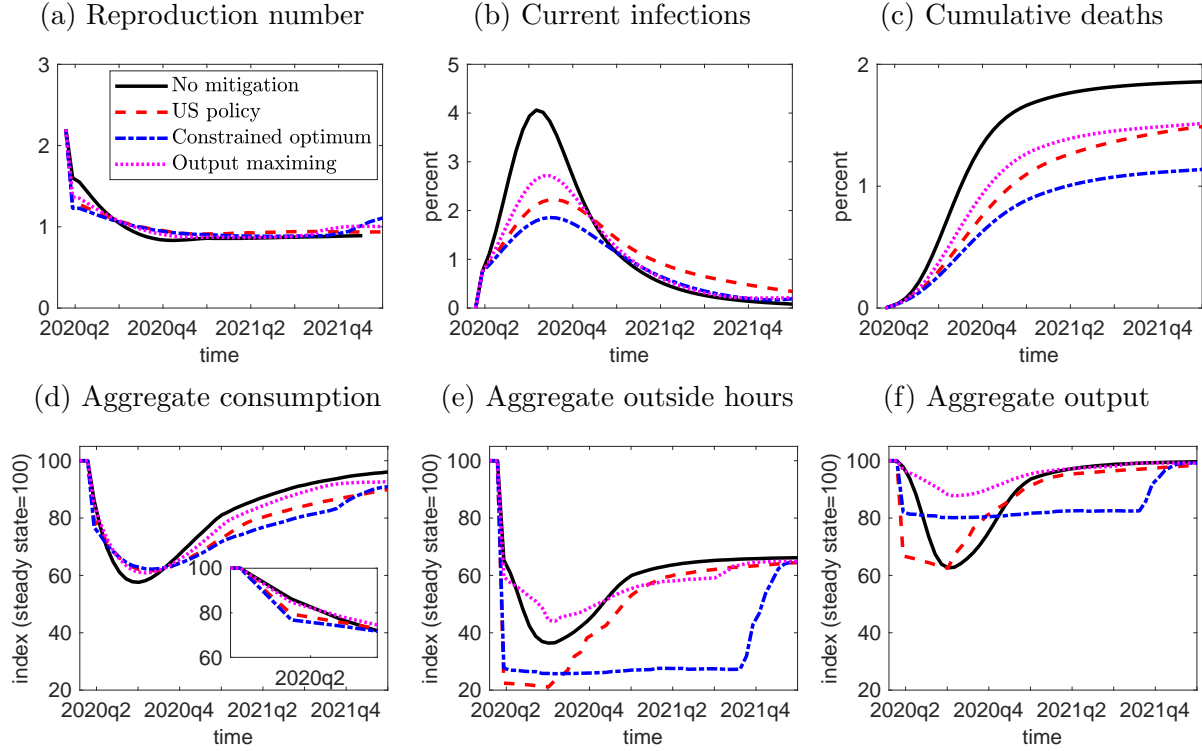 (a) Reproduction number
(b) Current infections
(c) Cumulative deaths
3
2
1
0
No mitigation
US policy
Constrained optimum
Output maximing
2020q2 2020q4 2021q2 2021q4
time
5
4
3
2
1
0
percent
2020q2 2020q4 2021q2 2021q4
time
2
1
0
percent
2020q2 2020q4 2021q2 2021q4
time
(d) Aggregate consumption
(e) Aggregate outside hours
(f) Aggregate output
100
80
60
40
20
index (steady state=100)
100
80
60
2020q2
2020q2 2020q4 2021q2 2021q4
time
100
80
60
40
20
index (steady state=100)
2020q2 2020q4 2021q2 2021q4
time
100
80
60
40
20
index (steady state=100)
2020q2 2020q4 2021q2 2021q4
time